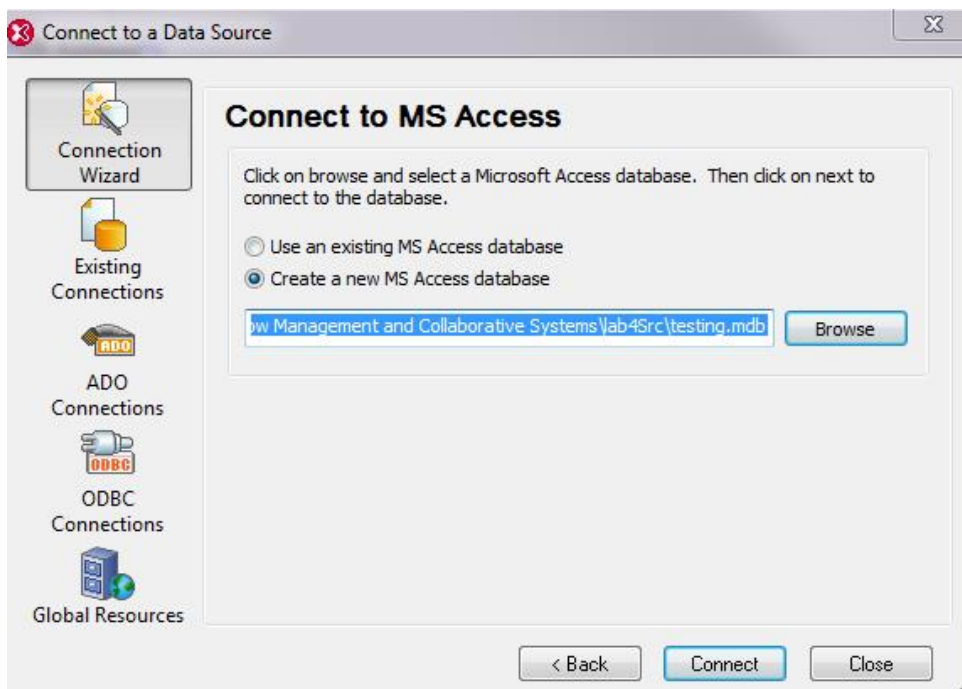 Connect to a Data Source
Connection
Wizard
Existing
Connections
ADO
ADO
Connections
ODBC
ODBC
Connections
Global Resources
Connect to MS Access
Click on browse and select a Microsoft Access database. Then click on next to
connect to the database.
Use an existing MS Access database
Create a new MS Access database
Management and Collaborative Systems\lab4Src\testing.mdb
Browse
< Back
Connect
Close